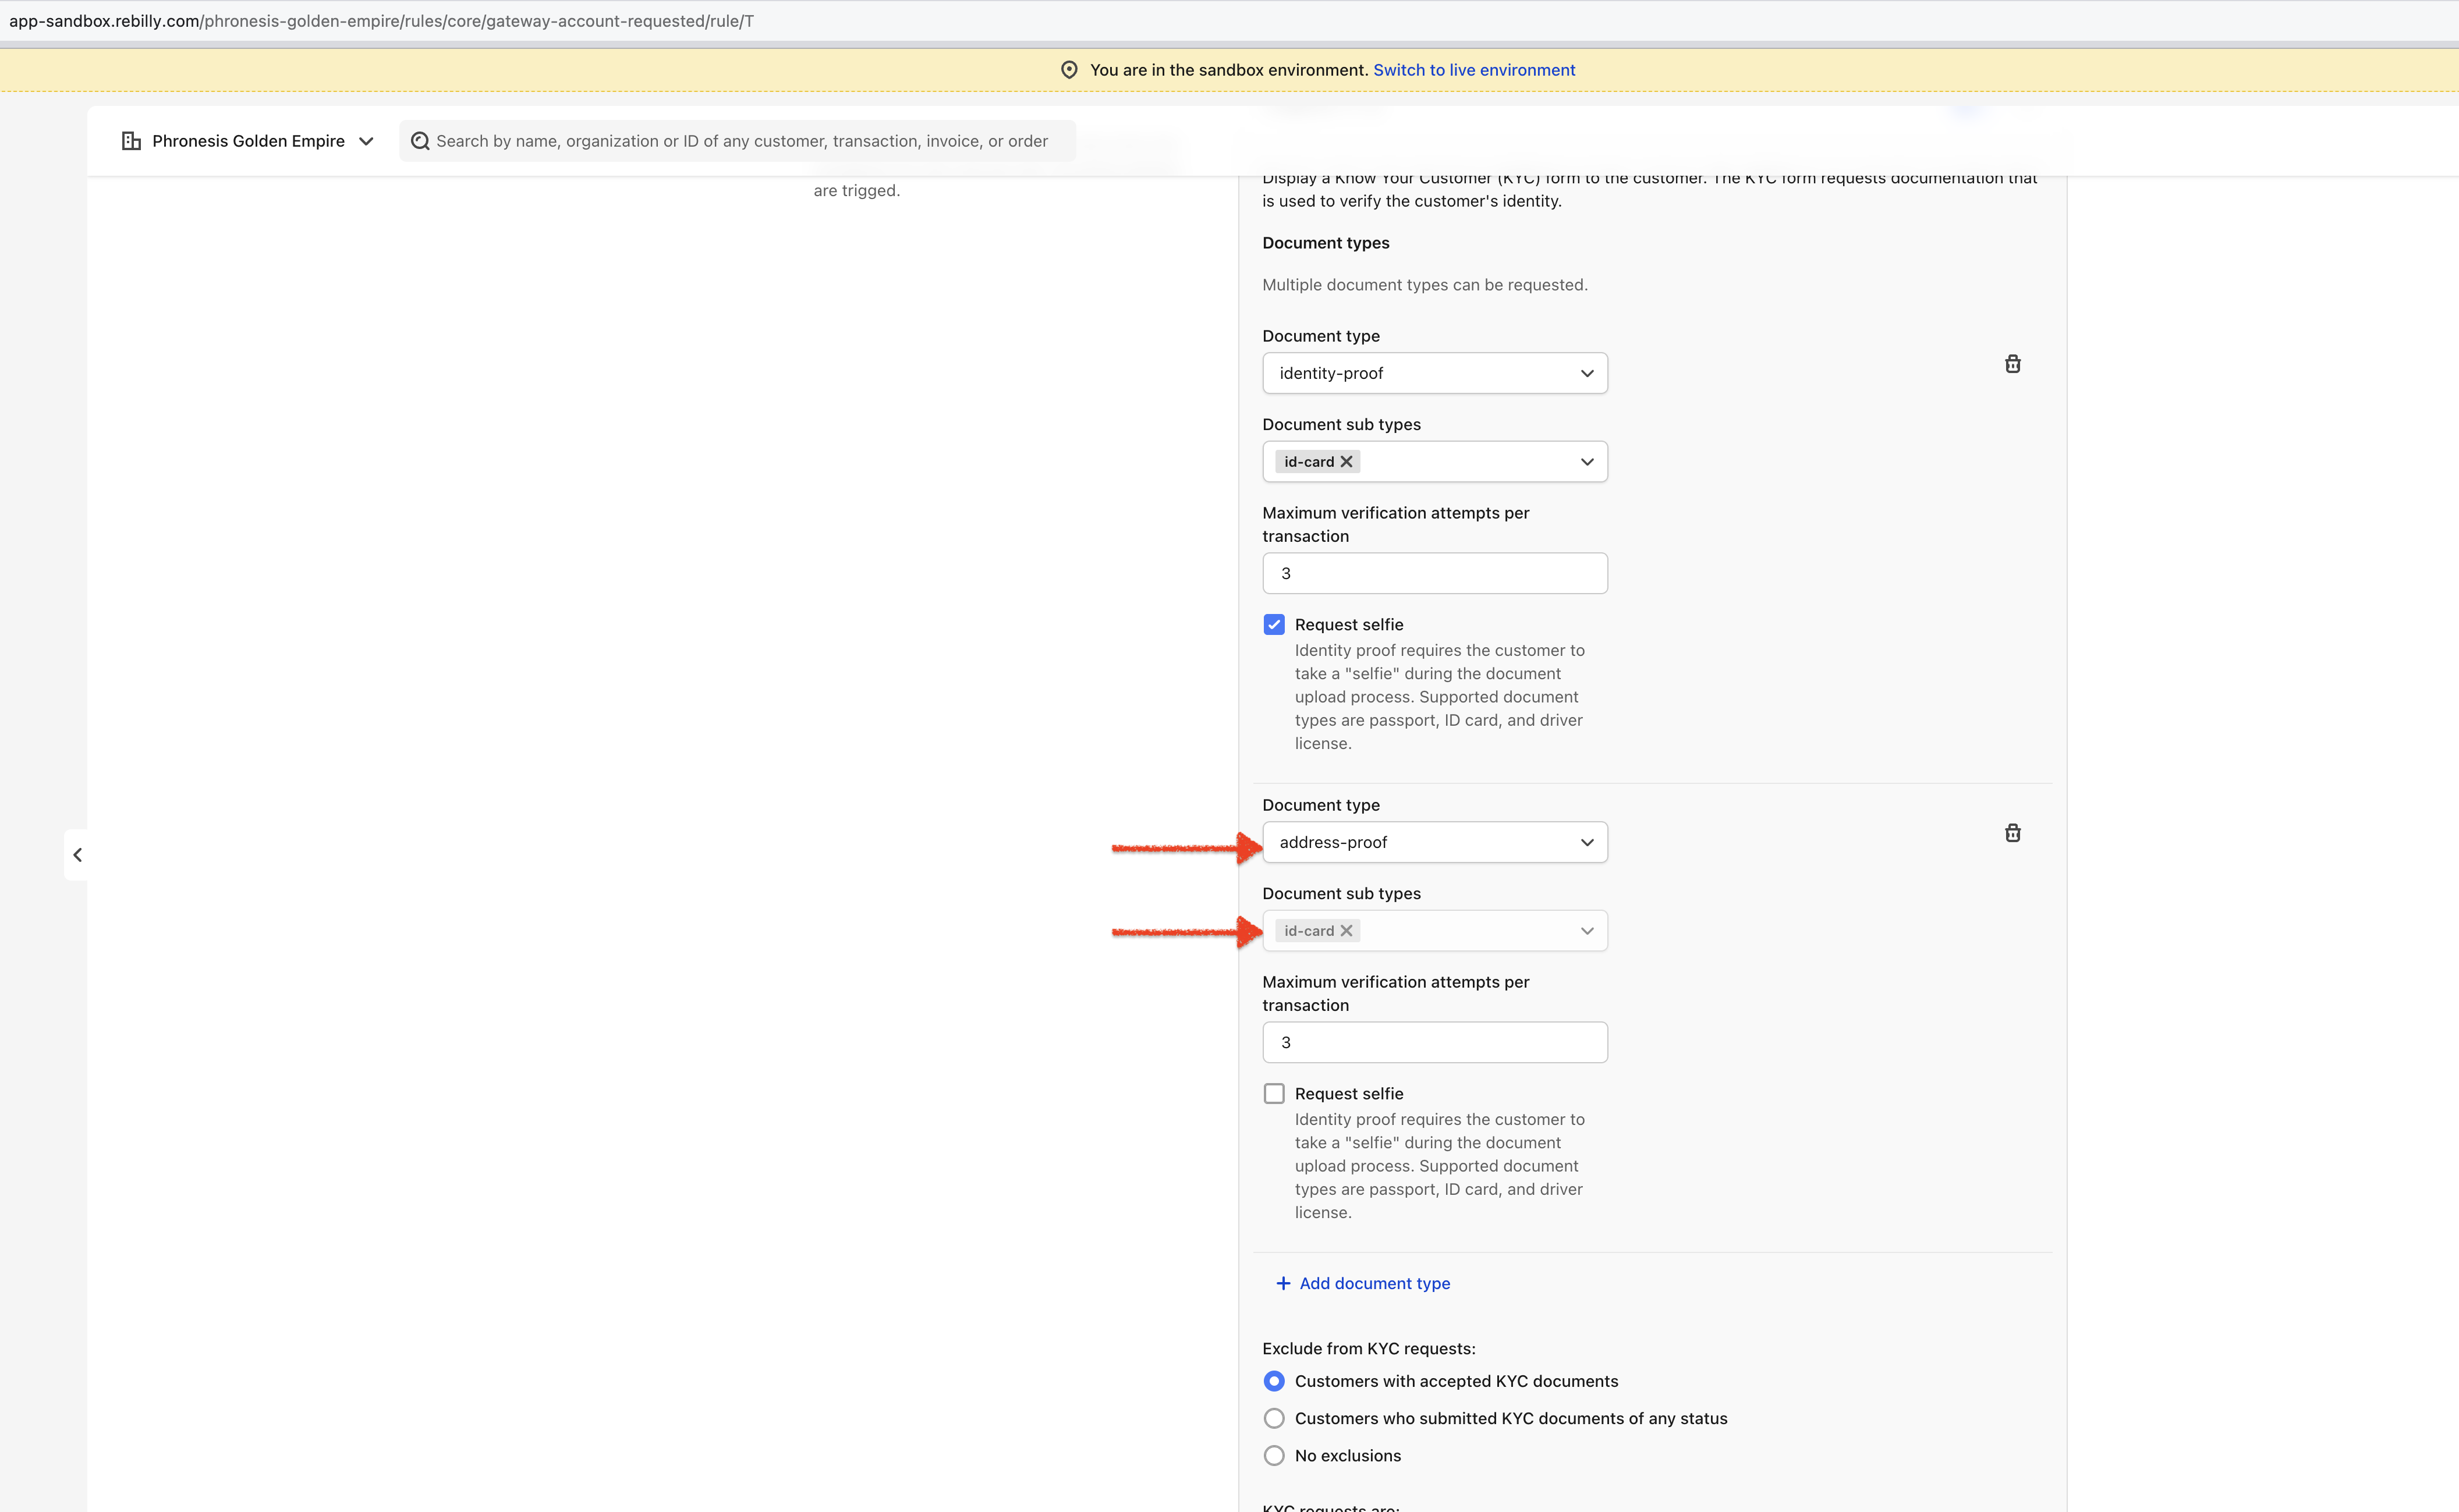 app-sandbox.rebilly.com/phronesis-golden-empire/rules/core/gateway-account-requested/rule/T
You are in the sandbox environment. Switch to live environment
Phronesis Golden Empire
Search by name, organization or ID of any customer, transaction, invoice, or order
are trigged.
Display a Know Your Customer (KYC) form to the customer. The KYC form requests documentation that
is used to verify the customer's identity.
Document types
Multiple document types can be requested.
Document type
identity-proof
Document sub types
id-card
Maximum verification attempts per
transaction
3
Request selfie
Identity proof requires the customer to
take a "selfie" during the document
upload process. Supported document
types are passport, ID card, and driver
license.
Document type
address-proof
Document sub types
id-card
Maximum verification attempts per
transaction
3
Request selfie
Identity proof requires the customer to
take a "selfie" during the document
upload process. Supported document
types are passport, ID card, and driver
license.
+ Add document type
Exclude from KYC requests:
Customers with accepted KYC documents
Customers who submitted KYC documents of any status
No exclusions
KYC requests are: